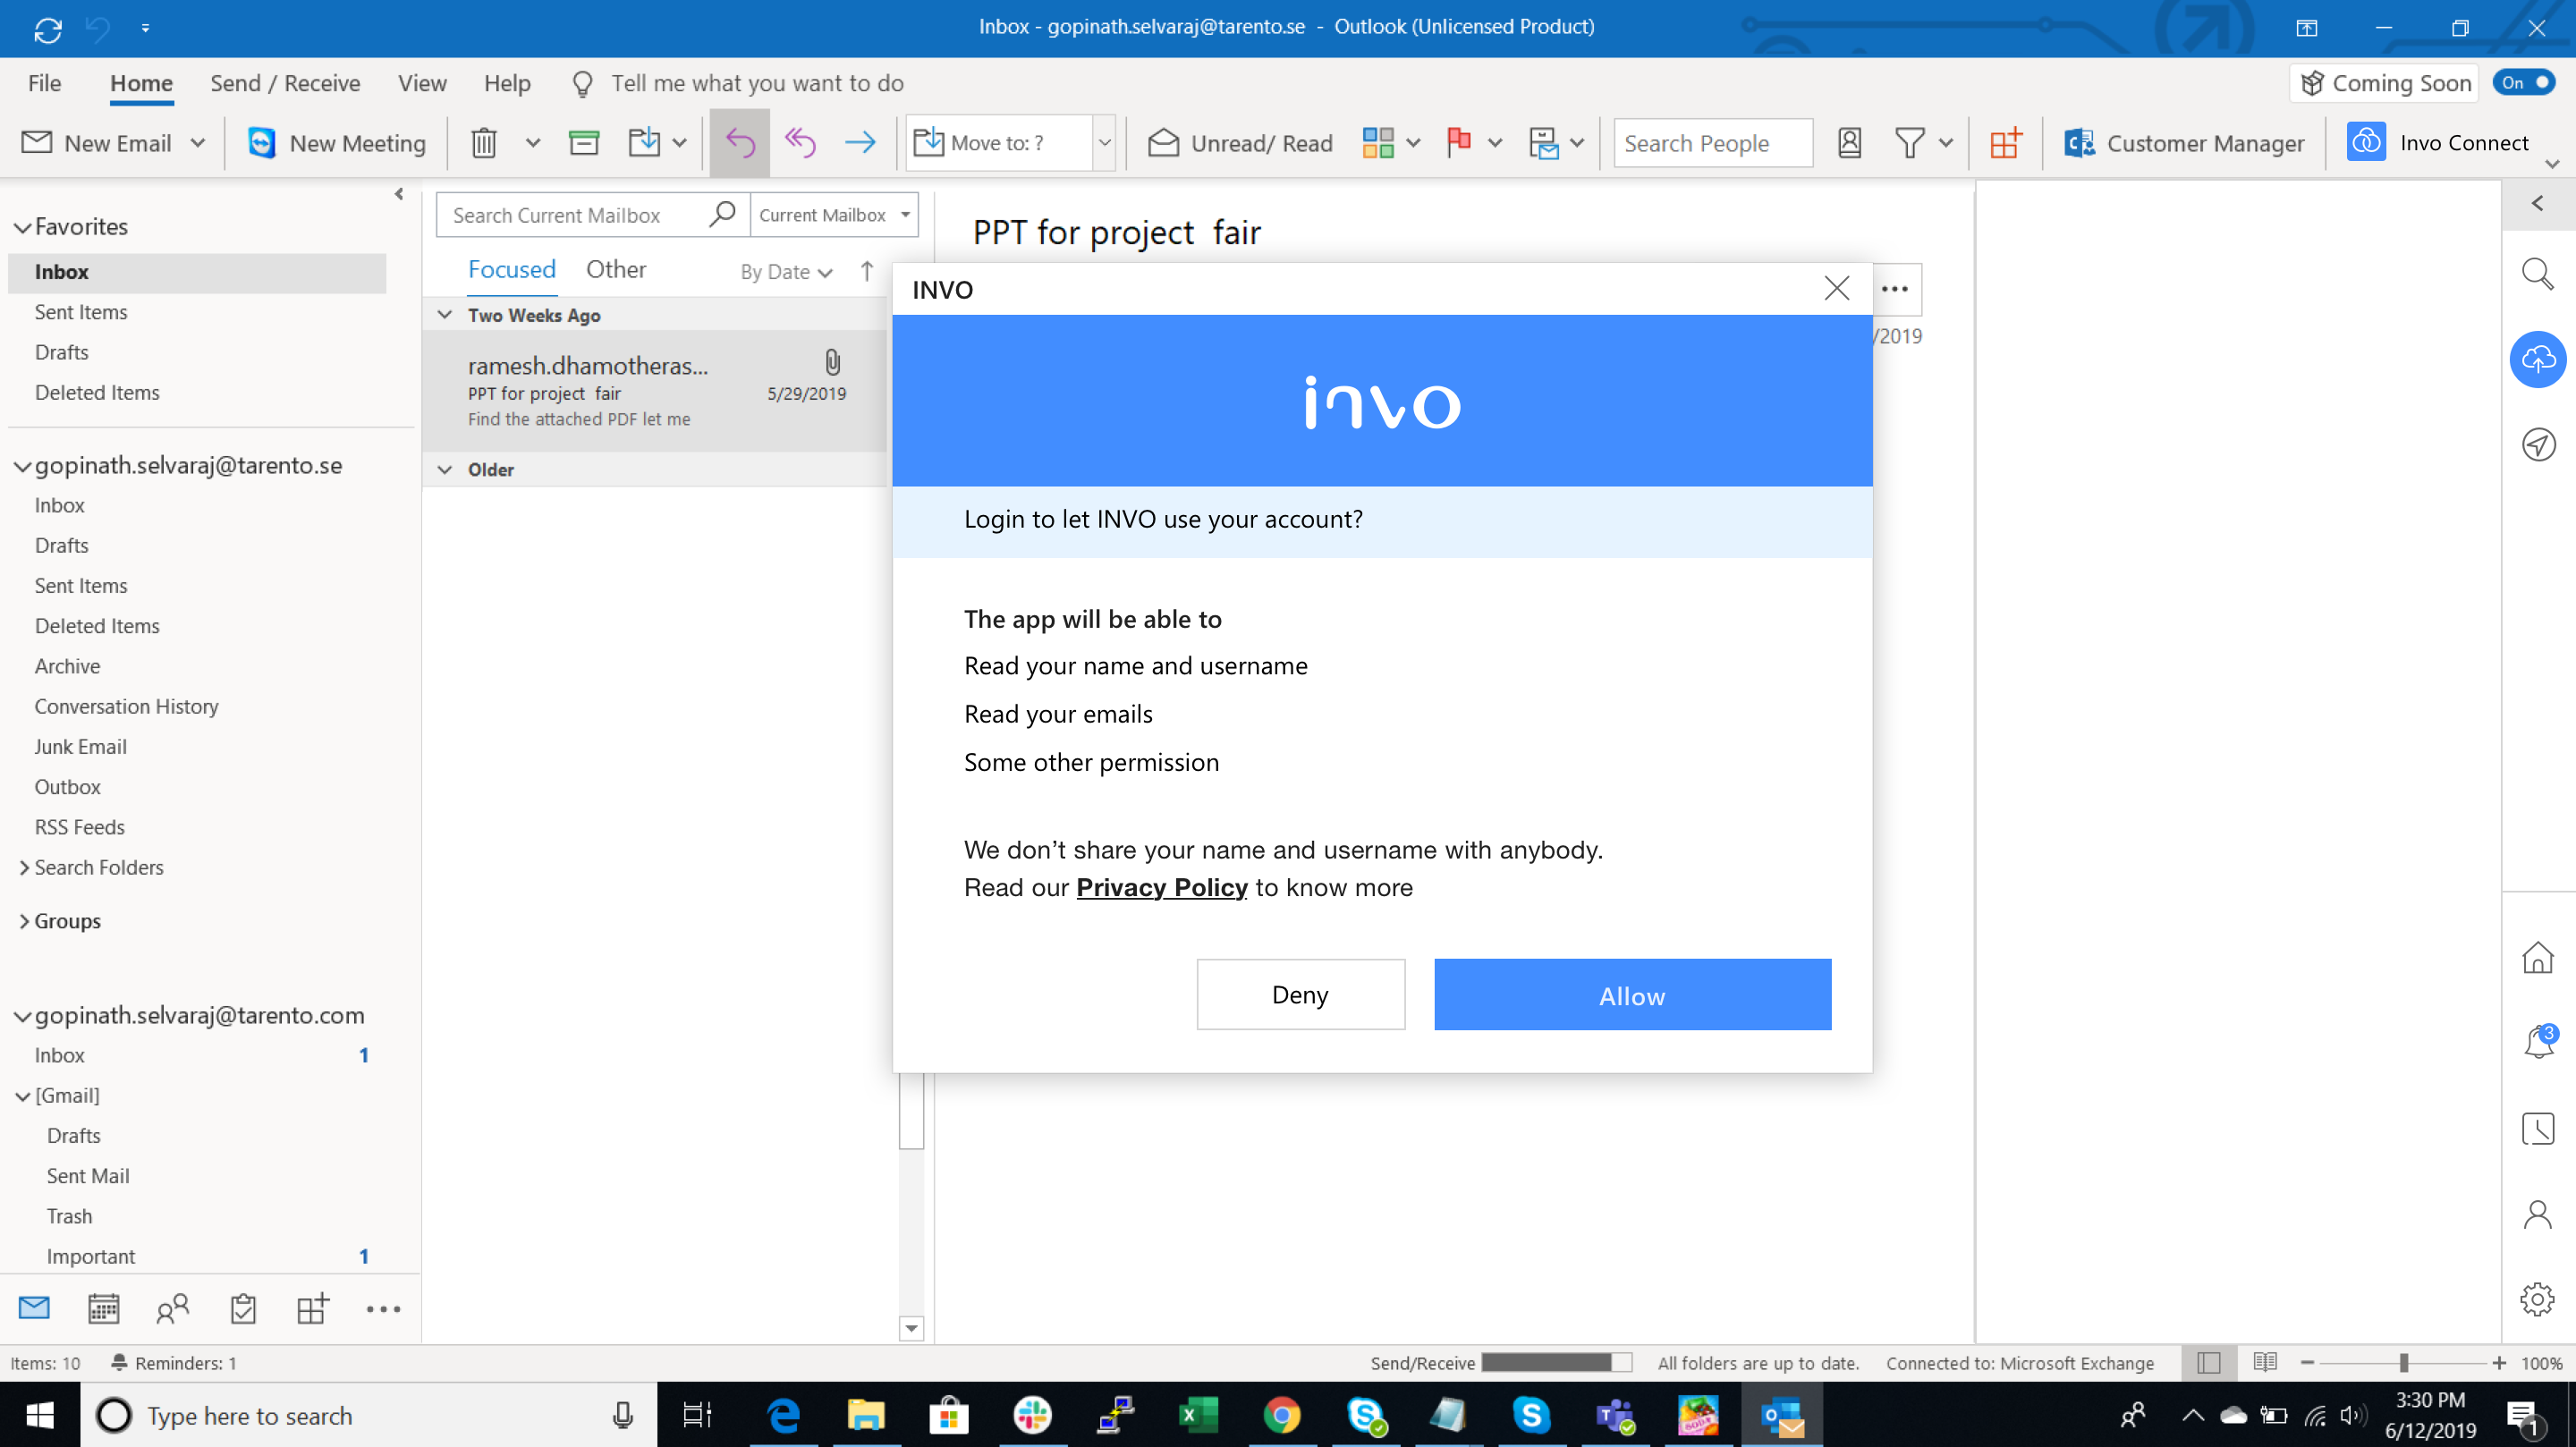 Inbox - gopinath.selvaraj@tarento.se - Outlook (Unlicensed Product)
File Home Send / Receive View Help Tell me what you want to do
Coming Soon On
New Email New Meeting Move to: ? Unread/ Read Search People Customer Manager Invo Connect
Favorites
Inbox
Sent Items
Drafts
Deleted Items
gopinath.selvaraj@tarento.se
Inbox
Drafts
Sent Items
Deleted Items
Archive
Conversation History
Junk Email
Outbox
RSS Feeds
Search Folders
Groups
gopinath.selvaraj@tarento.com
Inbox 1
[Gmail]
Drafts
Sent Mail
Trash
Important 1
Search Current Mailbox Current Mailbox
Focused Other By Date
Two Weeks Ago
ramesh.dhamotheras...
PPT for project fair 5/29/2019
Find the attached PDF let me
Older
PPT for project fair
/2019
INVO
invo
Login to let INVO use your account?
The app will be able to
Read your name and username
Read your emails
Some other permission
We don’t share your name and username with anybody.
Read our Privacy Policy to know more
Deny Allow
3
Items: 10 Reminders: 1 Send/Receive All folders are up to date. Connected to: Microsoft Exchange 100%
Type here to search
3:30 PM
6/12/2019
1